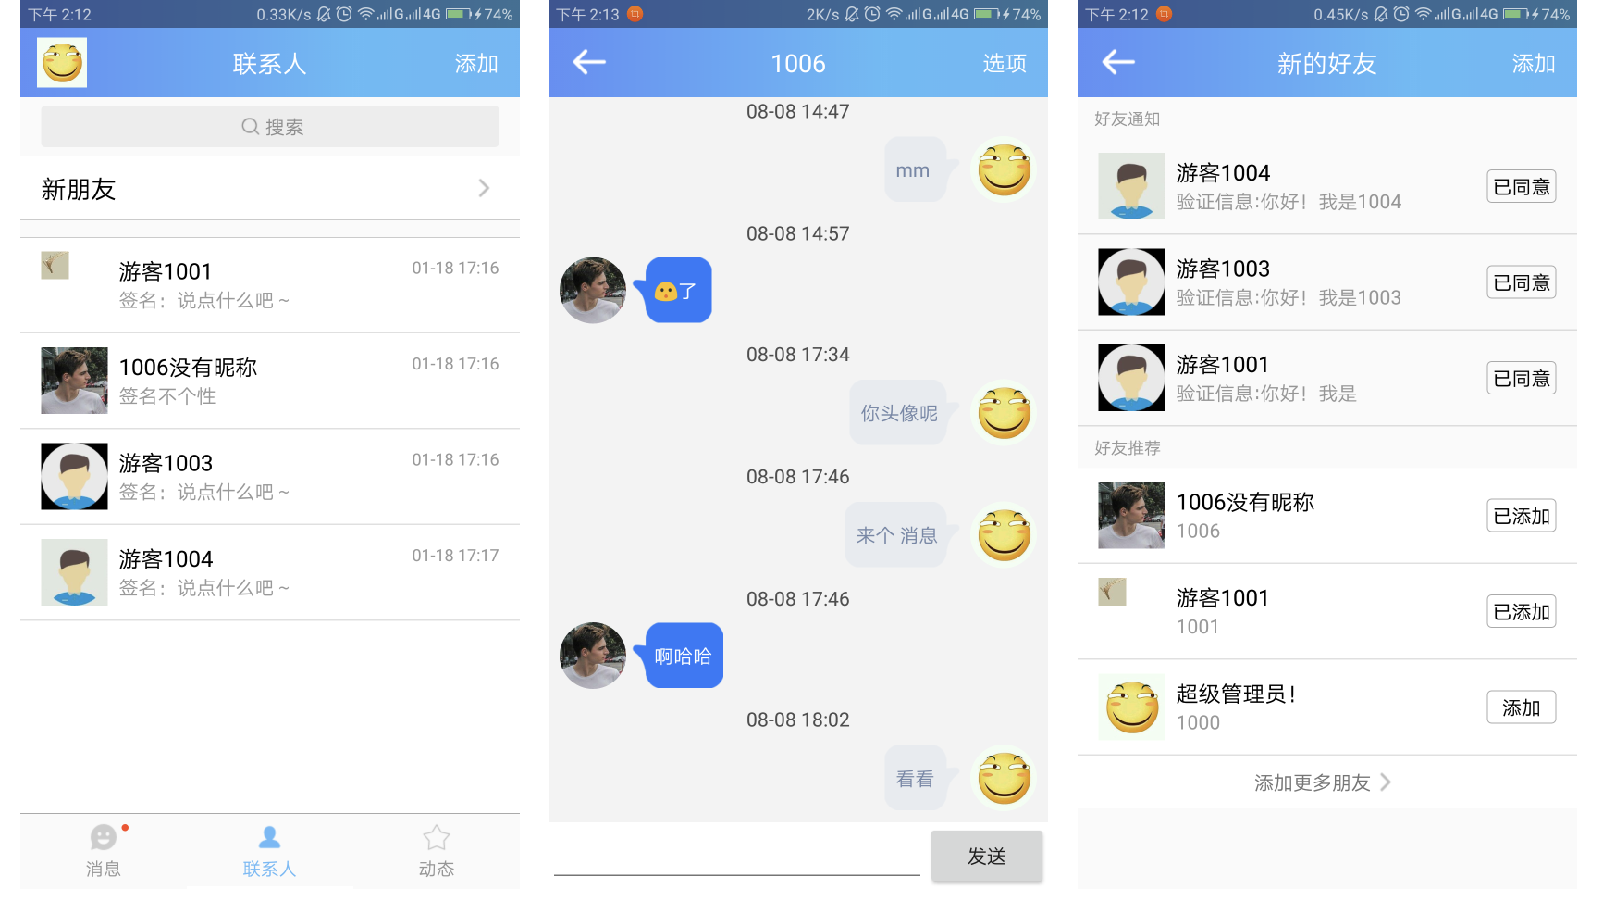 下午 2:12 0.33K/s G 4G 74%
联系人 添加
搜索
新朋友
游客1001 01-18 17:16
签名：说点什么吧～
1006没有昵称 01-18 17:16
签名不个性
游客1003 01-18 17:16
签名：说点什么吧～
游客1004 01-18 17:17
签名：说点什么吧～
消息 联系人 动态
下午 2:13 2K/s G 4G 74%
1006 选项
08-08 14:47
mm
08-08 14:57
了
08-08 17:34
你头像呢
08-08 17:46
来个 消息
08-08 17:46
啊哈哈
08-08 18:02
看看
发送
下午 2:12 0.45K/s G 4G 74%
新的好友 添加
好友通知
游客1004
验证信息:你好！我是1004
已同意
游客1003
验证信息:你好！我是1003
已同意
游客1001
验证信息:你好！我是
已同意
好友推荐
1006没有昵称
1006
已添加
游客1001
1001
已添加
超级管理员！
1000
添加
添加更多朋友